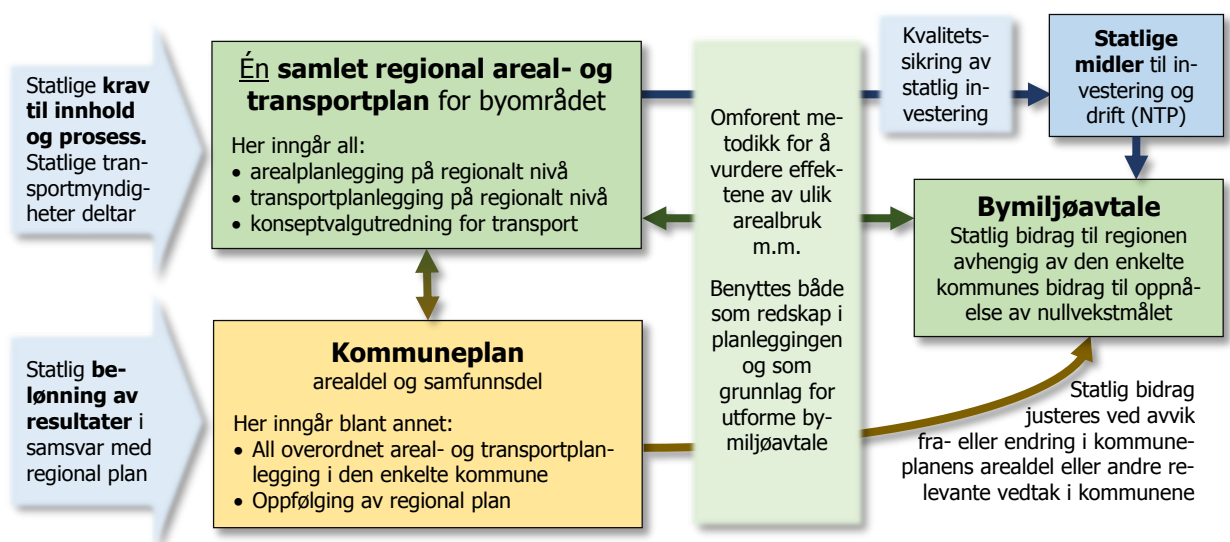 Statlige krav
til innhold
og prosess.
Statlige tran-
sportmyndig-
heter deltar
Én samlet regional areal- og
transportplan for byområdet
Her inngår all:
• arealplanlegging på regionalt nivå
• transportplanlegging på regionalt nivå
• konseptvalgutredning for transport
Omforent me-
todikk for å
vurdere effek-
tene av ulik
arealbruk
m.m.
Benyttes både
som redskap i
planleggingen
og som
grunnlag for
utforme by-
miljøavtale
Kvalitets-
sikring av
statlig in-
vestering
Statlige
midler til in-
vestering og
drift (NTP)
Bymiljøavtale
Statlig bidrag til regionen
avhengig av den enkelte
kommunes bidrag til oppnå-
else av nullvekstmålet
Statlig be-
lønning av
resultater i
samsvar med
regional plan
Kommuneplan
arealdel og samfunnsdel
Her inngår blant annet:
• All overordnet areal- og transportplan-
legging i den enkelte kommune
• Oppfølging av regional plan
Statlig bidrag
justeres ved avvik
fra- eller endring i kommune-
planens arealdel eller andre re-
levante vedtak i kommunene